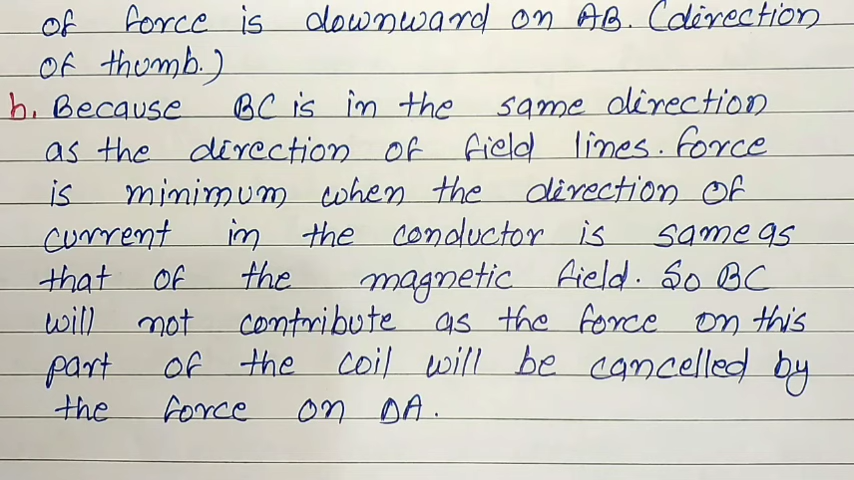 of force is downward on AB. (direction
of thumb.)
b. Because BC is in the same direction
as the direction of field lines. Force
is minimum when the direction of
current in the conductor is same as
that of the magnetic field. So BC
will not contribute as the force on this
part of the coil will be cancelled by
the force on DA.